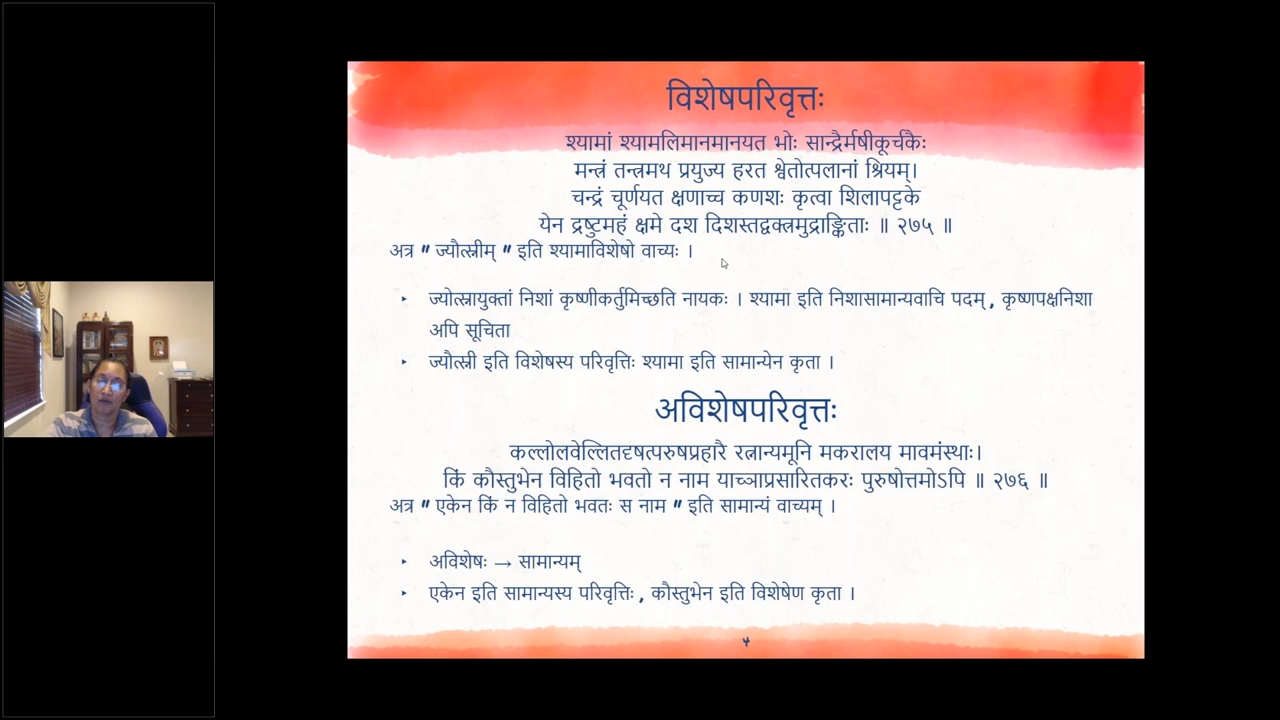 विशेषपरिवृत्तः
श्यामां श्यामलिमानमानयत भोः सान्द्रैर्मषीकूर्चकैः
मन्त्रं तन्त्रमथ प्रयुज्य हरत श्वेतोत्पलानां श्रियम्।
चन्द्रं चूर्णयत क्षणाच्च कणशः कृत्वा शिलापट्टके
येन द्रष्टुमहं क्षमे दश दिशस्तद्वक्त्रमुद्राङ्किताः ॥ २७५ ॥
अत्र " ज्यौत्स्नीम् " इति श्यामाविशेषो वाच्यः ।
‣ ज्योत्स्नायुक्तां निशां कृष्णीकर्तुमिच्छति नायकः । श्यामा इति निशासामान्यवाचि पदम् , कृष्णपक्षनिशा
अपि सूचिता
‣ ज्यौत्स्नी इति विशेषस्य परिवृत्तिः श्यामा इति सामान्येन कृता ।
अविशेषपरिवृत्तः
कल्लोलवेल्लितदृषत्परुषप्रहारै रत्नान्यमूनि मकरालय मावमंस्थाः।
किं कौस्तुभेन विहितो भवतो न नाम याच्ञाप्रसारितकरः पुरुषोत्तमोऽपि ॥ २७६ ॥
अत्र " एकेन किं न विहितो भवतः स नाम " इति सामान्यं वाच्यम् ।
‣ अविशेषः → सामान्यम्
‣ एकेन इति सामान्यस्य परिवृत्तिः , कौस्तुभेन इति विशेषेण कृता ।
४